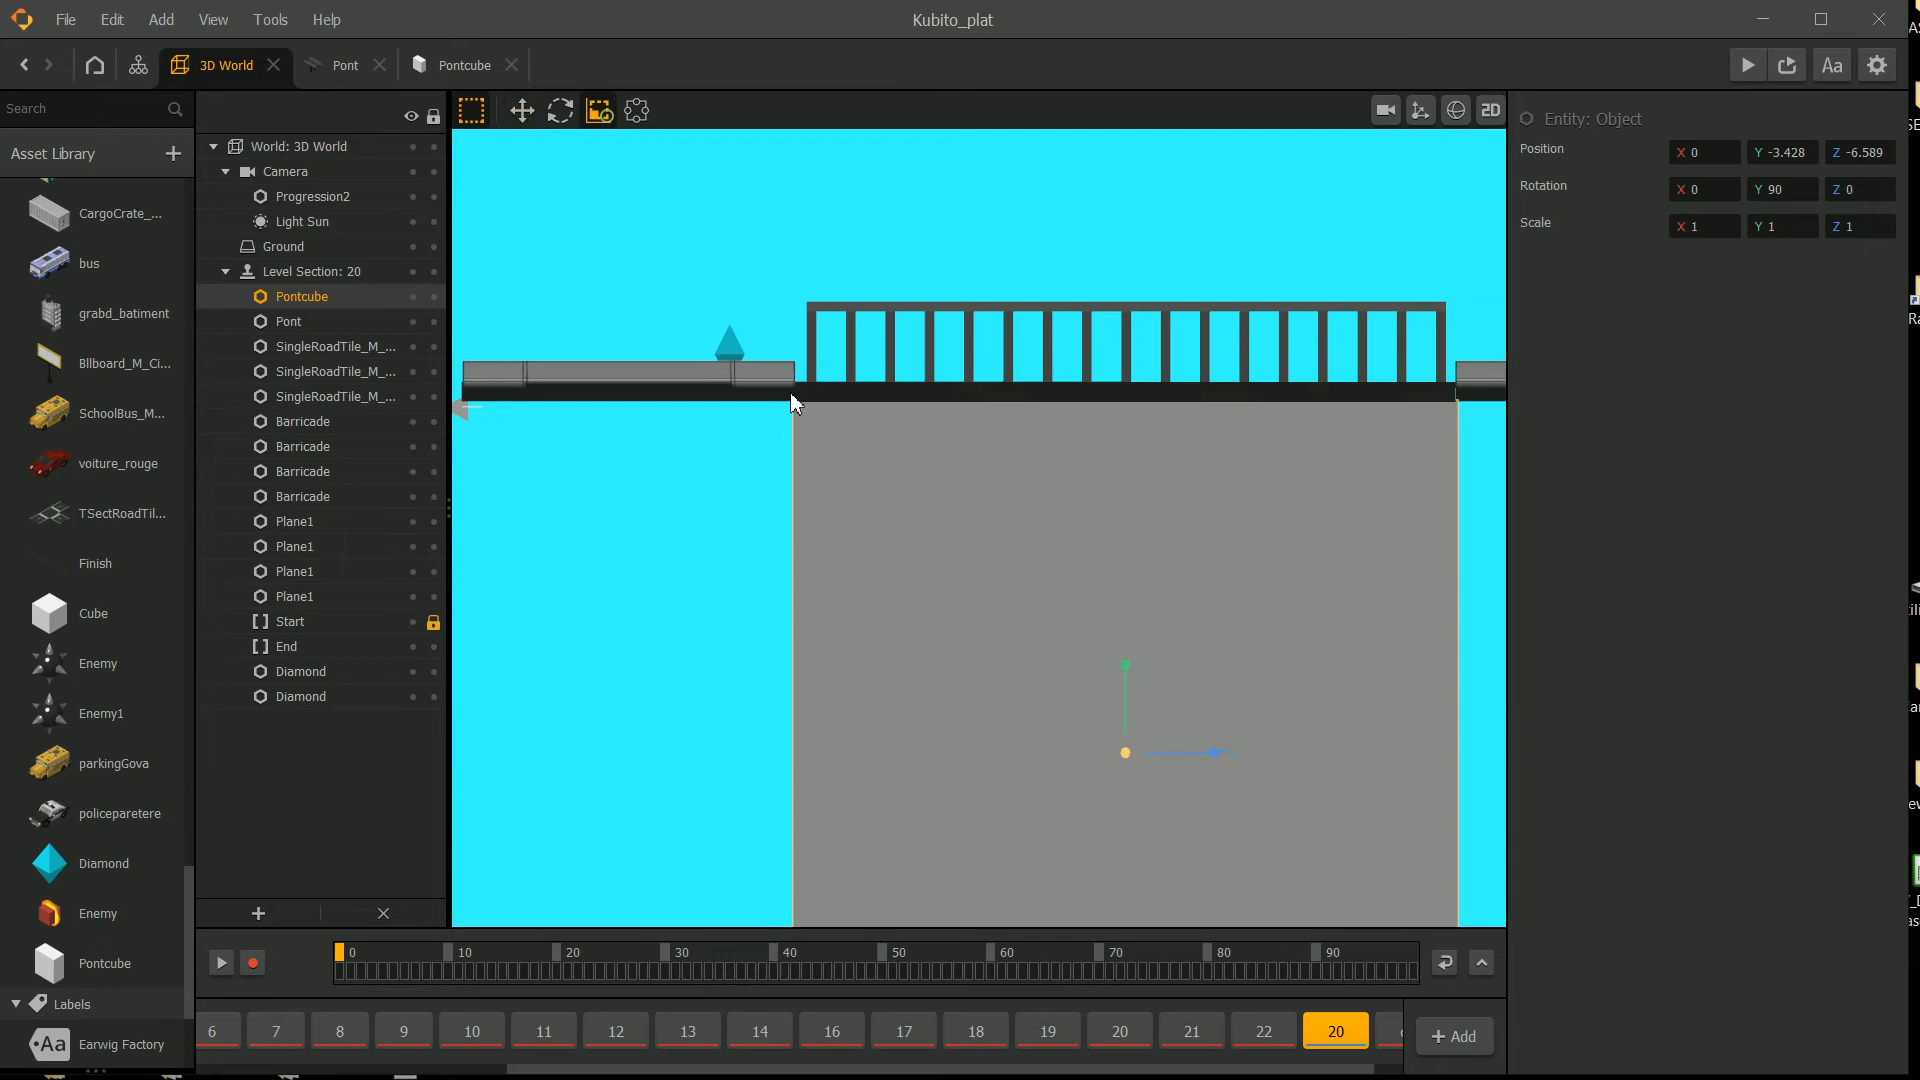 File Edit View Tools Help
Kubito_plat
3D World
Pont
Pontcube
Aa
Search
Asset Library
CargoCrate_...
bus
grabd_batiment
Bllboard_M_Ci...
SchoolBus_M...
voiture_rouge
TSectRoadTil...
Finish
Cube
Enemy
Enemy1
parkingGova
policeparetere
Diamond
Enemy
Pontcube
Labels
Aa Earwig Factory
World: 3D World
Camera
Progression2
Light Sun
Ground
Level Section: 20
Pontcube
Pont
SingleRoadTile_M_...
SingleRoadTile_M_...
SingleRoadTile_M_...
Barricade
Barricade
Barricade
Barricade
Plane1
Plane1
Plane1
Plane1
Start
End
Diamond
Diamond
2D
Entity: Object
Position X 0 Y -3.428 Z -6.589
Rotation X 0 Y 90 Z 0
Scale X 1 Y 1 Z 1
0 10 20 30 40 50 60 70 80 90
6 7 8 9 10 11 12 13 14 16 17 18 19 20 21 22 20
+ Add